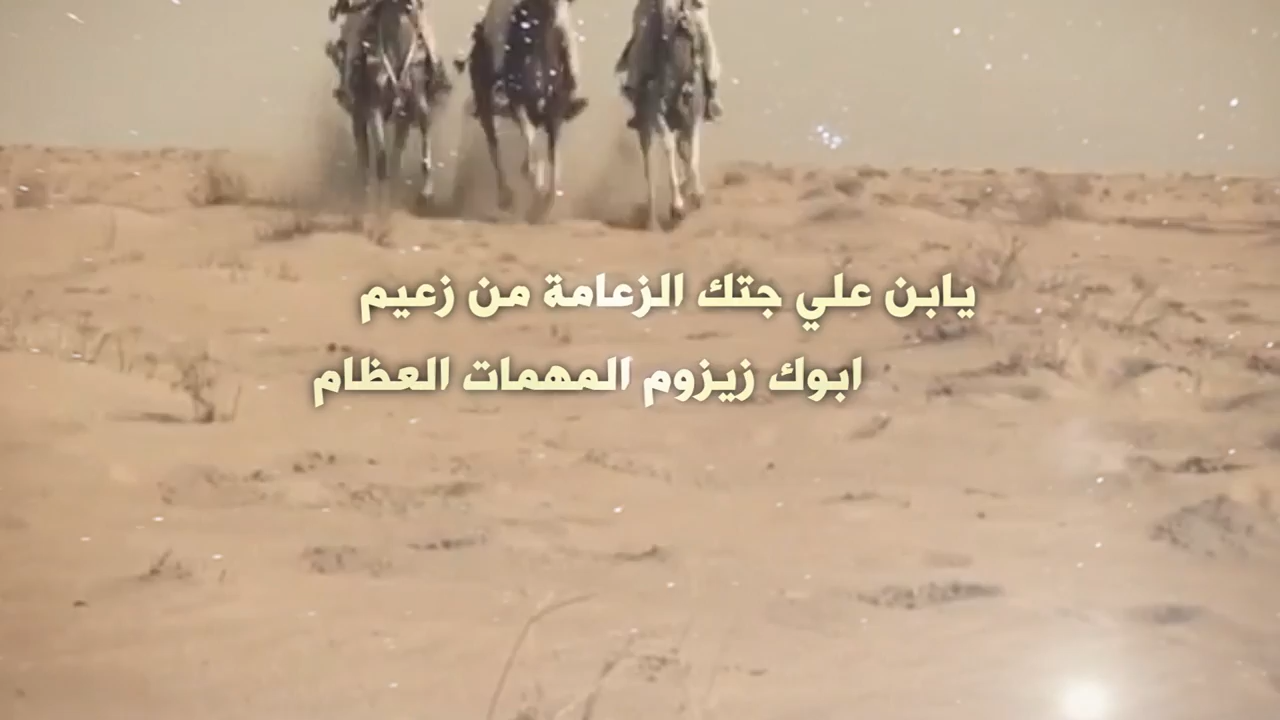 يابن علي جتك الزعامة من زعيم
ابوك زيزوم المهمات العظام